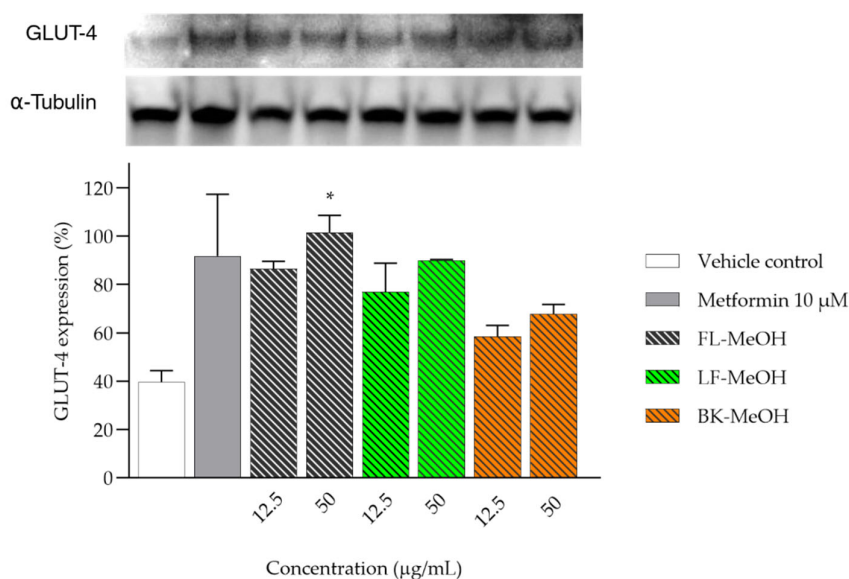 GLUT-4
α-Tubulin
GLUT-4 expression (%)
120
100
80
60
40
20
0
*
12.5
50
12.5
50
12.5
50
Concentration (µg/mL)
Vehicle control
Metformin 10 µM
FL-MeOH
LF-MeOH
BK-MeOH